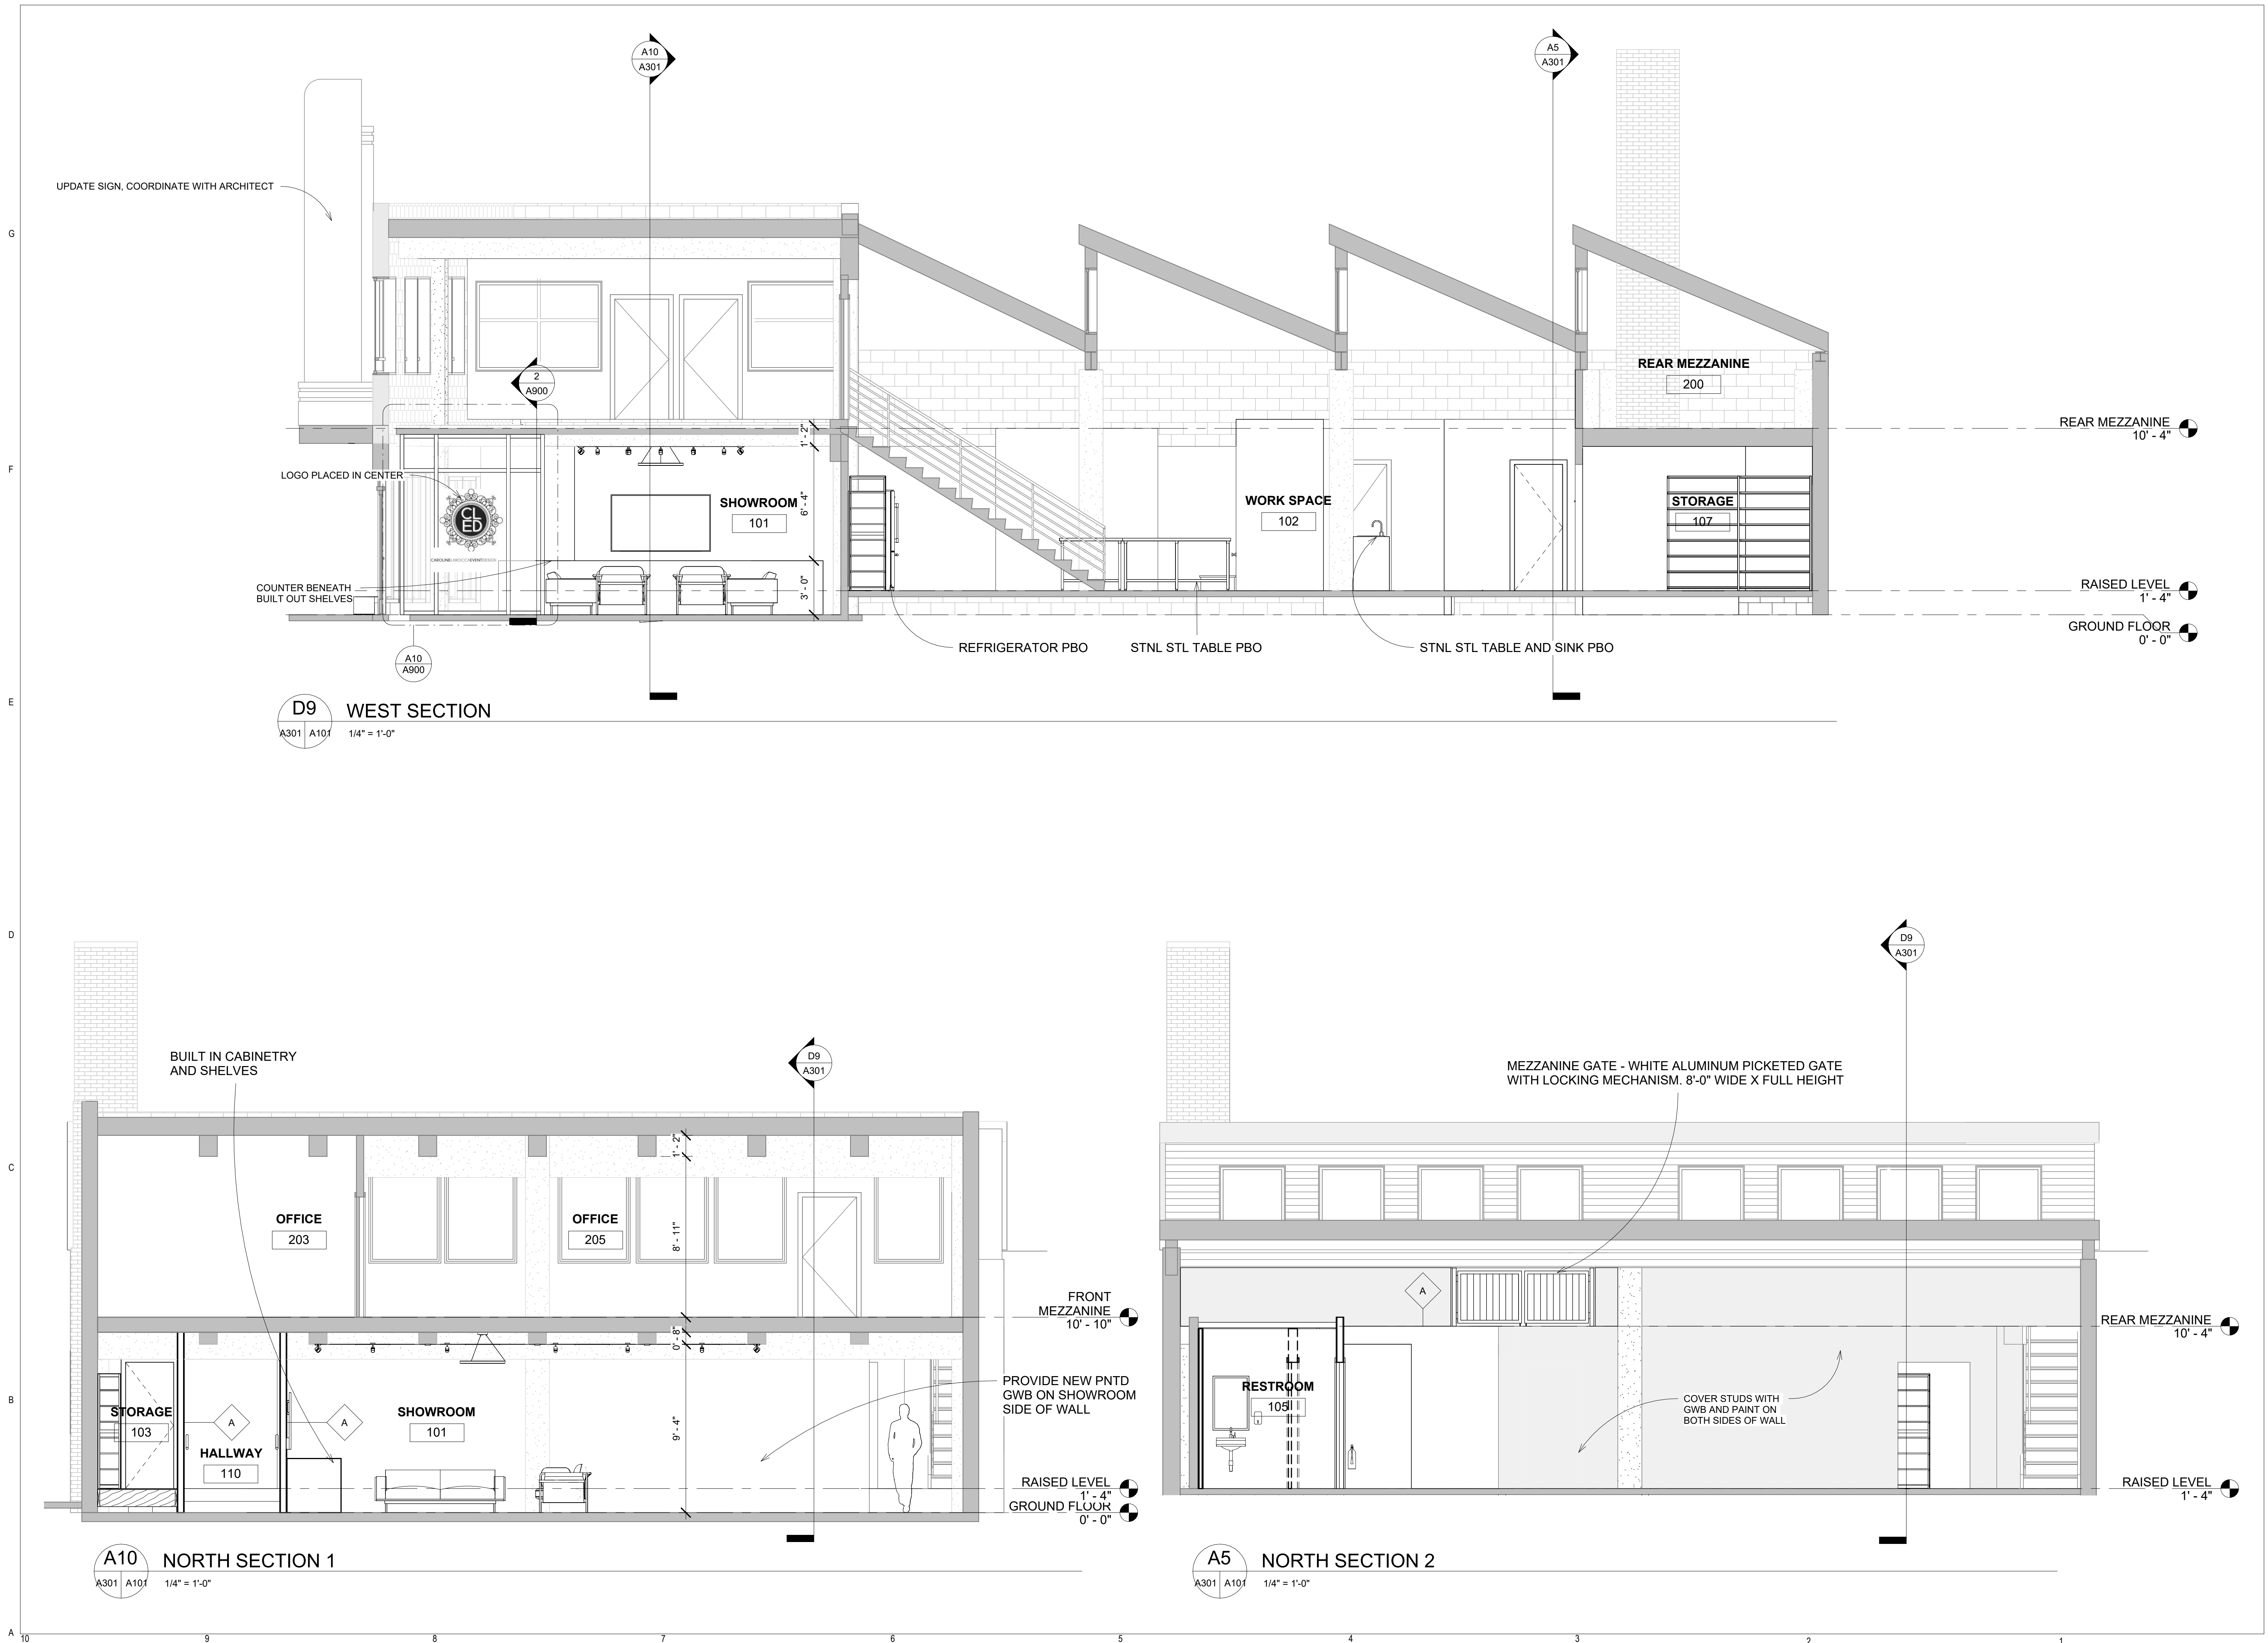 A10
A301
A5
A301
UPDATE SIGN, COORDINATE WITH ARCHITECT
G
REAR MEZZANINE
200
2
A900
REAR MEZZANINE
10' - 4"
1' - 2"
F
LOGO PLACED IN CENTER
SHOWROOM
101
6' - 4"
WORK SPACE
102
STORAGE
107
CL
ED
COUNTER BENEATH
BUILT OUT SHELVES
3' - 0"
RAISED LEVEL
1' - 4"
GROUND FLOOR
0' - 0"
REFRIGERATOR PBO
STNL STL TABLE PBO
STNL STL TABLE AND SINK PBO
A10
A900
E
D9
WEST SECTION
A301
A101
1/4" = 1'-0"
D
D9
A301
BUILT IN CABINETRY
AND SHELVES
D9
A301
MEZZANINE GATE - WHITE ALUMINUM PICKETED GATE
WITH LOCKING MECHANISM. 8'-0" WIDE X FULL HEIGHT
C
1' - 2"
OFFICE
203
OFFICE
205
8' - 11"
FRONT
MEZZANINE
10' - 10"
A
REAR MEZZANINE
10' - 4"
0' - 8"
B
STORAGE
103
A
A
HALLWAY
110
SHOWROOM
101
9' - 4"
PROVIDE NEW PNTD
GWB ON SHOWROOM
SIDE OF WALL
RESTROOM
105
COVER STUDS WITH
GWB AND PAINT ON
BOTH SIDES OF WALL
RAISED LEVEL
1' - 4"
GROUND FLOOR
0' - 0"
RAISED LEVEL
1' - 4"
A10
NORTH SECTION 1
A301
A101
1/4" = 1'-0"
A5
NORTH SECTION 2
A301
A101
1/4" = 1'-0"
A
10
9
8
7
6
5
4
3
2
1